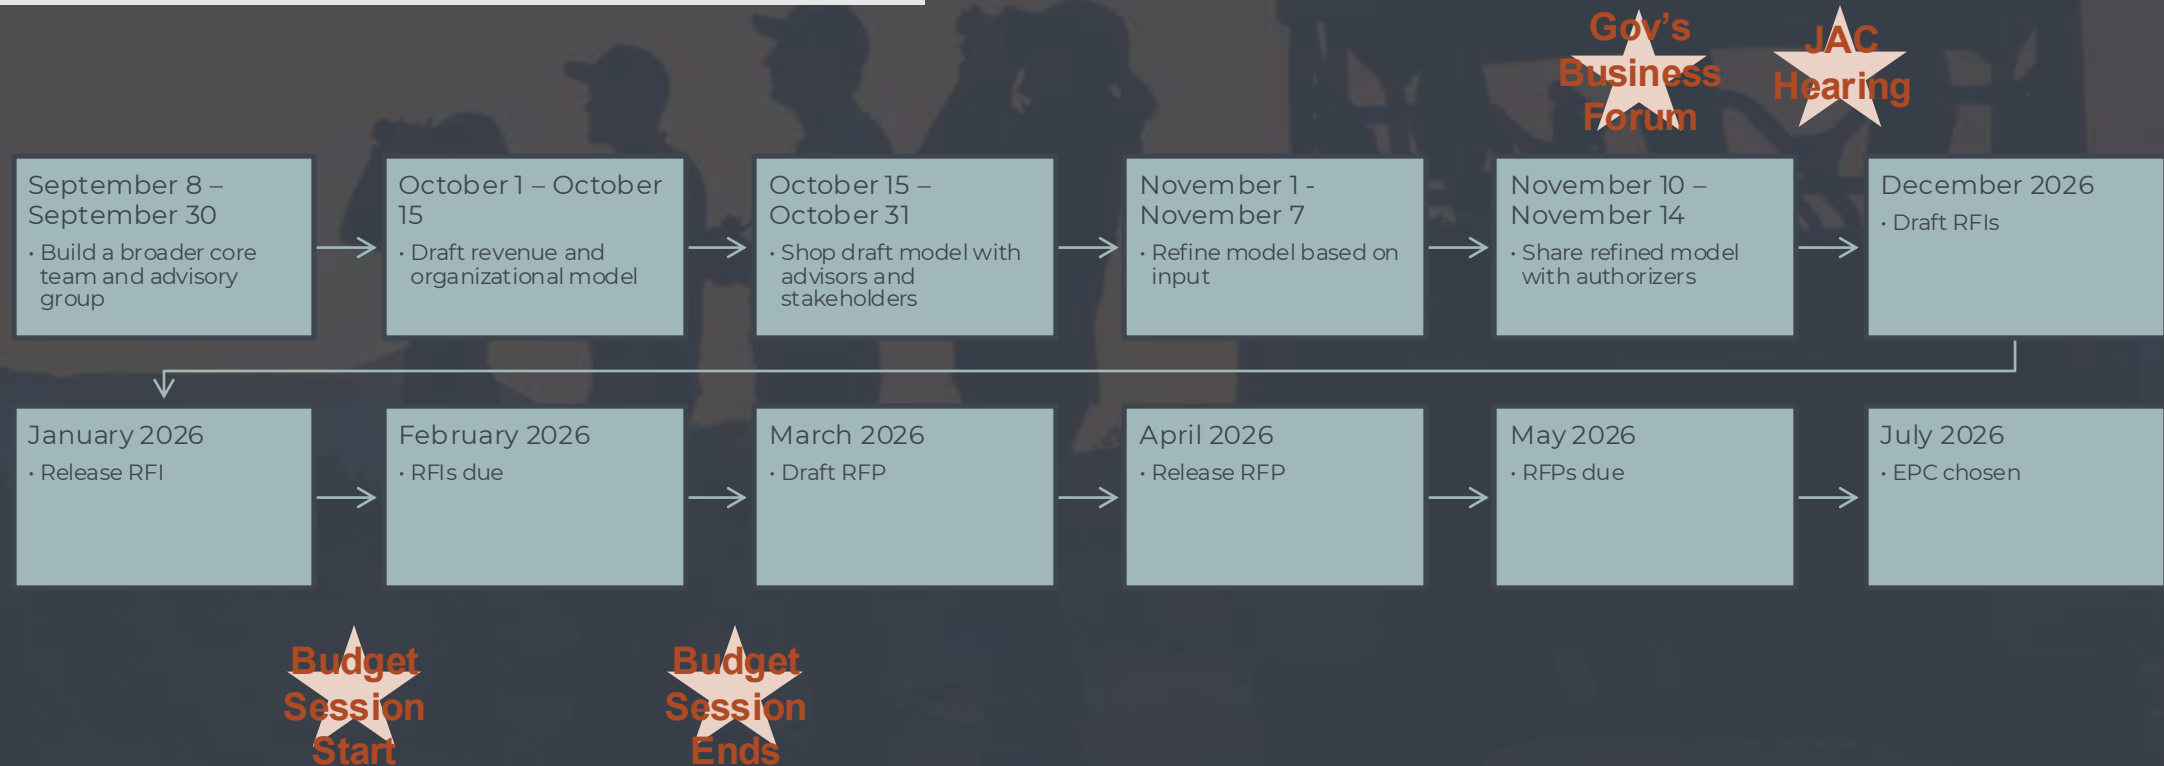 Gov's
Business
Forum
JAC
Hearing
September 8 –
September 30
• Build a broader core
team and advisory
group
October 1 – October
15
• Draft revenue and
organizational model
October 15 –
October 31
• Shop draft model with
advisors and
stakeholders
November 1 -
November 7
• Refine model based on
input
November 10 –
November 14
• Share refined model
with authorizers
December 2026
• Draft RFIs
January 2026
• Release RFI
February 2026
• RFIs due
March 2026
• Draft RFP
April 2026
• Release RFP
May 2026
• RFPs due
July 2026
• EPC chosen
Budget
Session
Start
Budget
Session
Ends